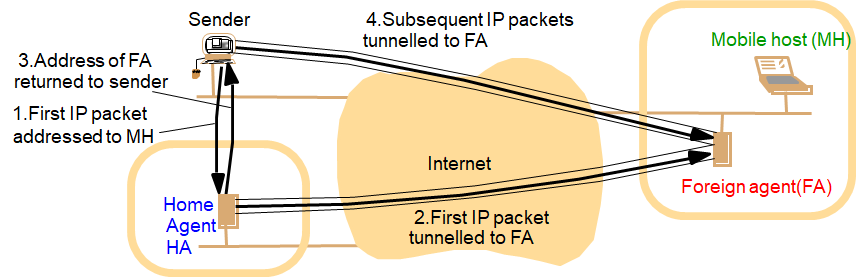 Sender
4.Subsequent IP packets
tunnelled to FA
Mobile host (MH)
3.Address of FA
returned to sender
1.First IP packet
addressed to MH
Internet
Foreign agent(FA)
Home
Agent
HA
2.First IP packet
tunnelled to FA